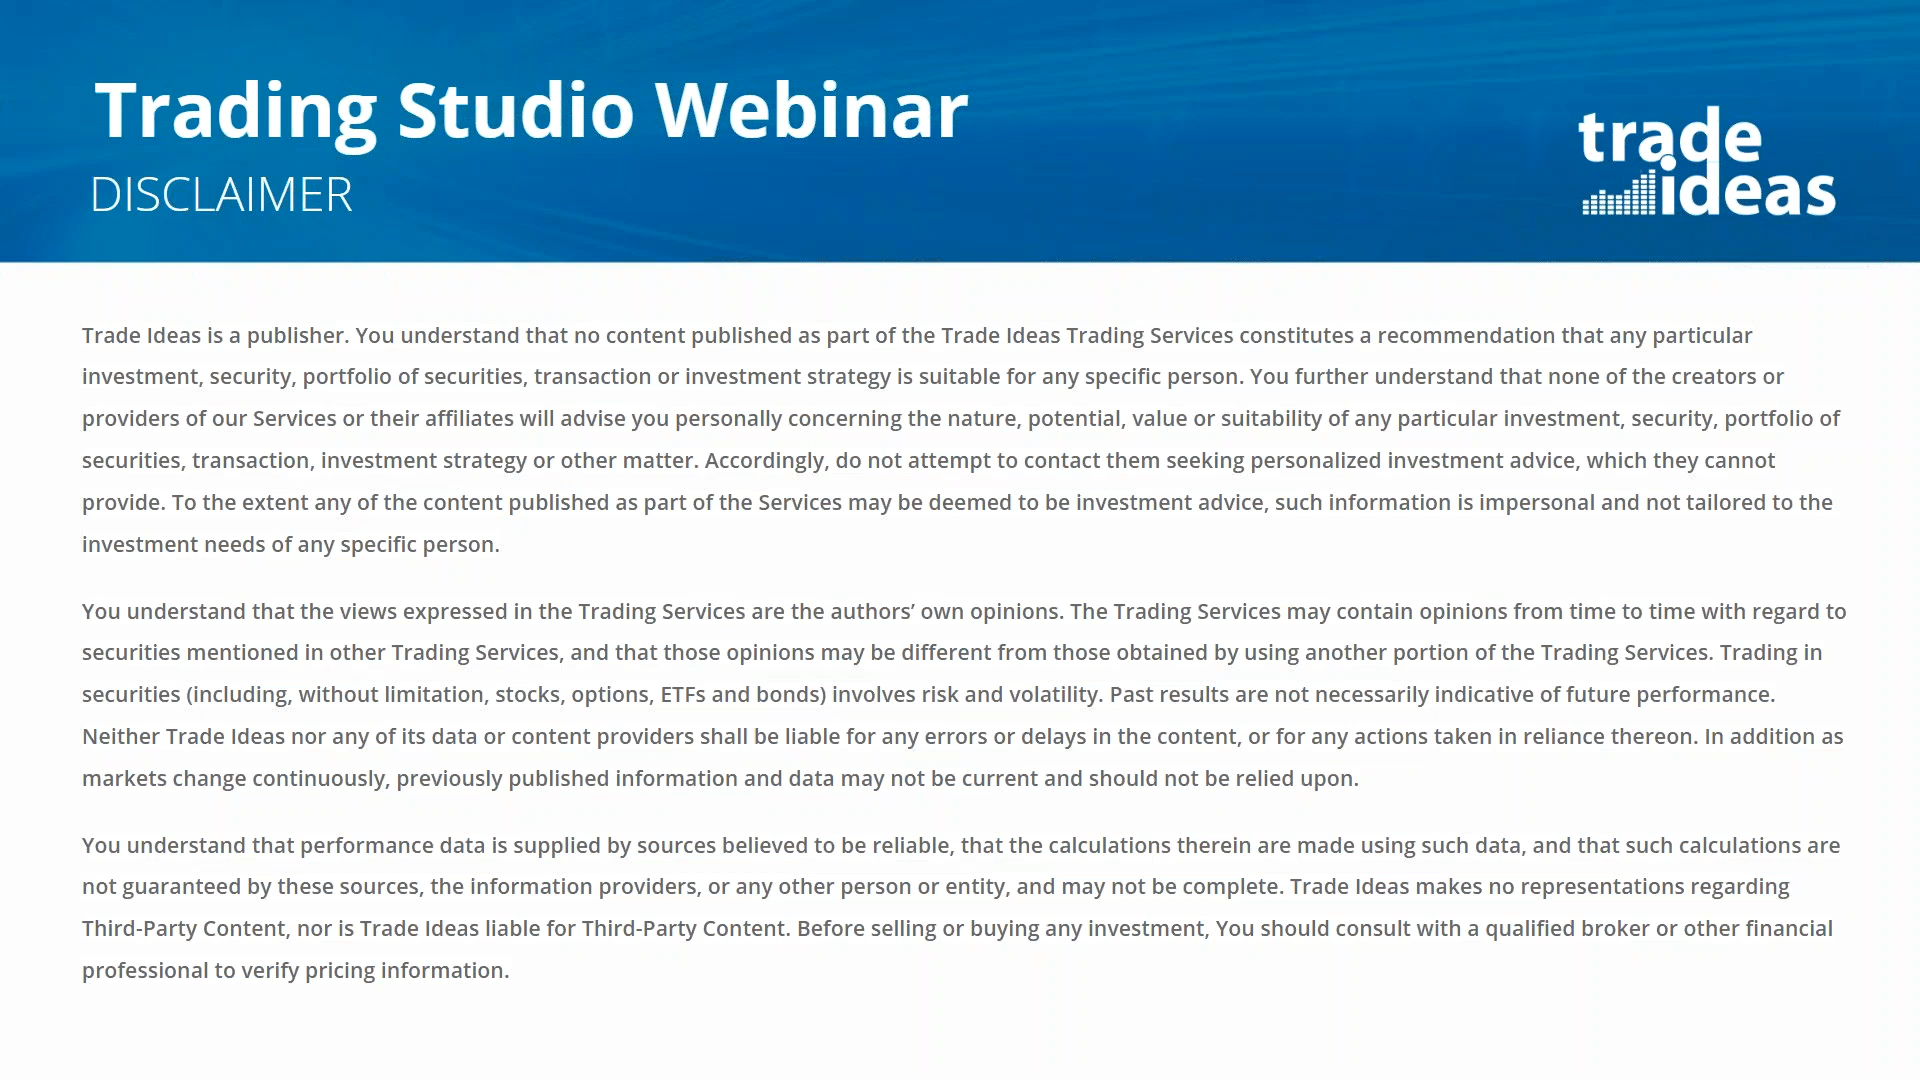 Trading Studio Webinar
DISCLAIMER
trade
ideas
Trade Ideas is a publisher. You understand that no content published as part of the Trade Ideas Trading Services constitutes a recommendation that any particular
investment, security, portfolio of securities, transaction or investment strategy is suitable for any specific person. You further understand that none of the creators or
providers of our Services or their affiliates will advise you personally concerning the nature, potential, value or suitability of any particular investment, security, portfolio of
securities, transaction, investment strategy or other matter. Accordingly, do not attempt to contact them seeking personalized investment advice, which they cannot
provide. To the extent any of the content published as part of the Services may be deemed to be investment advice, such information is impersonal and not tailored to the
investment needs of any specific person.
You understand that the views expressed in the Trading Services are the authors’ own opinions. The Trading Services may contain opinions from time to time with regard to
securities mentioned in other Trading Services, and that those opinions may be different from those obtained by using another portion of the Trading Services. Trading in
securities (including, without limitation, stocks, options, ETFs and bonds) involves risk and volatility. Past results are not necessarily indicative of future performance.
Neither Trade Ideas nor any of its data or content providers shall be liable for any errors or delays in the content, or for any actions taken in reliance thereon. In addition as
markets change continuously, previously published information and data may not be current and should not be relied upon.
You understand that performance data is supplied by sources believed to be reliable, that the calculations therein are made using such data, and that such calculations are
not guaranteed by these sources, the information providers, or any other person or entity, and may not be complete. Trade Ideas makes no representations regarding
Third-Party Content, nor is Trade Ideas liable for Third-Party Content. Before selling or buying any investment, You should consult with a qualified broker or other financial
professional to verify pricing information.